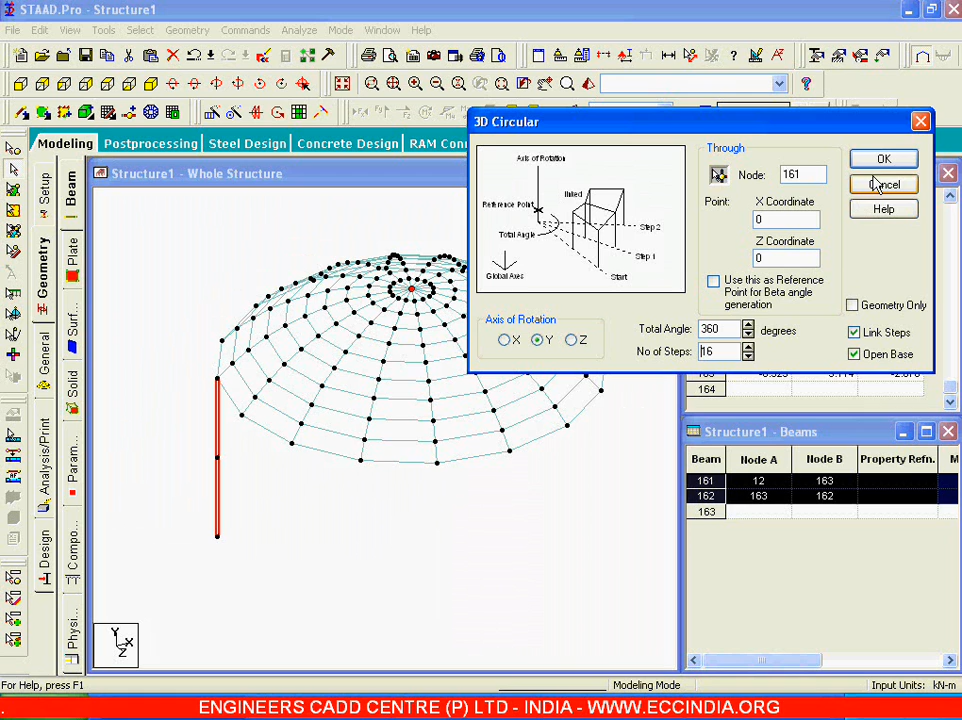 STAAD.Pro - Structure1
File Edit View Tools Select Geometry Commands Analyze Mode Window Help
Modeling Postprocessing Steel Design Concrete Design RAM Con
Structure1 - Whole Structure
Setup
Geometry
General
Analysis/Print
Design
Beam
Plate
Surf...
Solid
Param...
Compo...
Physi...
3D Circular
Axis of Rotation
Reference Point
Total Angle
linked
Step 2
Step 1
Start
Global Axes
Axis of Rotation
X Y Z
Through
Node: 161
Point: X Coordinate
0
Z Coordinate
0
Use this as Reference
Point for Beta angle
generation
Total Angle: 360 degrees
No of Steps: 16
OK
Cancel
Help
Geometry Only
Link Steps
Open Base
164
Structure1 - Beams
Beam Node A Node B Property Refn. M
161 12 163
162 163 162
163
Y
X
Z
For Help, press F1
Modeling Mode
Input Units: kN-m
ENGINEERS CADD CENTRE (P) LTD - INDIA - WWW.ECCINDIA.ORG